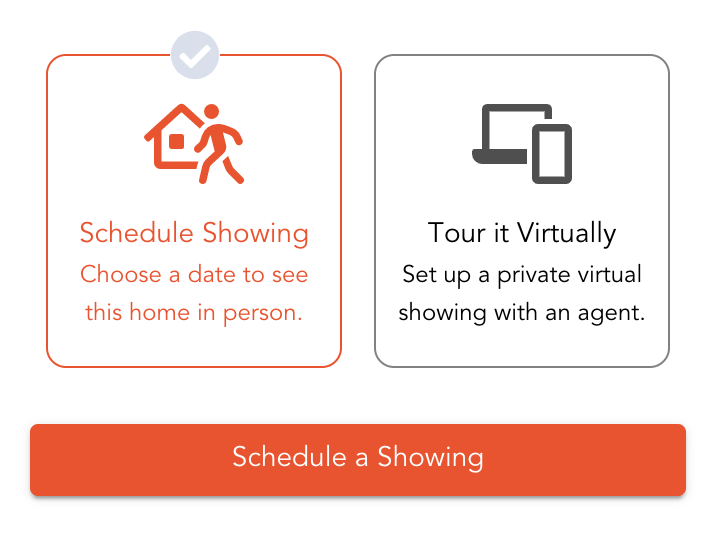 Schedule Showing
Choose a date to see
this home in person.
Tour it Virtually
Set up a private virtual
showing with an agent.
Schedule a Showing